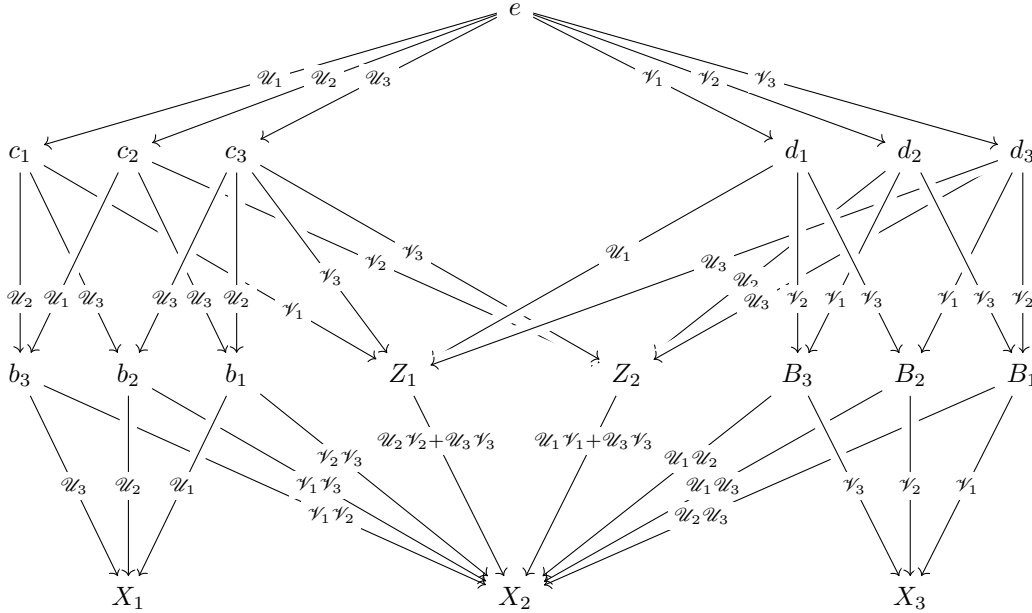 e
𝒰₁ 𝒰₂ 𝒰₃ 𝒱₁ 𝒱₂ 𝒱₃
c₁ c₂ c₃ d₁ d₂ d₃
𝒰₁ 𝒱₃
𝒱₂ 𝒰₃
𝒱₃ 𝒰₂
𝒰₂ 𝒰₁ 𝒰₃ 𝒰₃ 𝒰₃ 𝒰₂ 𝒱₁ 𝒰₃ 𝒱₂ 𝒱₁ 𝒱₃ 𝒱₁ 𝒱₃ 𝒱₂
b₃ b₂ b₁ Z₁ Z₂ B₃ B₂ B₁
𝒰₂𝒱₂+𝒰₃𝒱₃ 𝒰₁𝒱₁+𝒰₃𝒱₃
𝒱₂𝒱₃ 𝒰₁𝒰₂
𝒰₃ 𝒰₂ 𝒰₁ 𝒱₁𝒱₃ 𝒰₁𝒰₃ 𝒱₃ 𝒱₂ 𝒱₁
𝒱₁𝒱₂ 𝒰₂𝒰₃
X₁ X₂ X₃